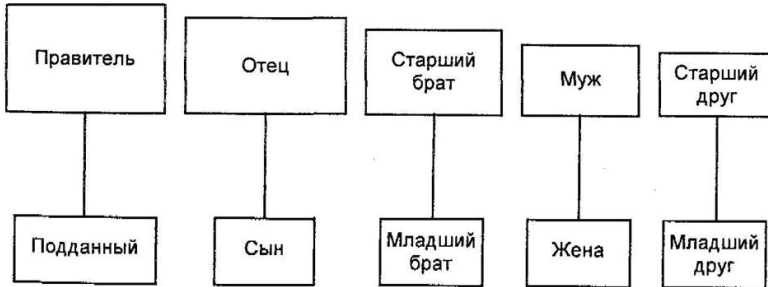 Правитель
Отец
Старший
брат
Муж
Старший
друг
Подданный
Сын
Младший
брат
Жена
Младший
друг